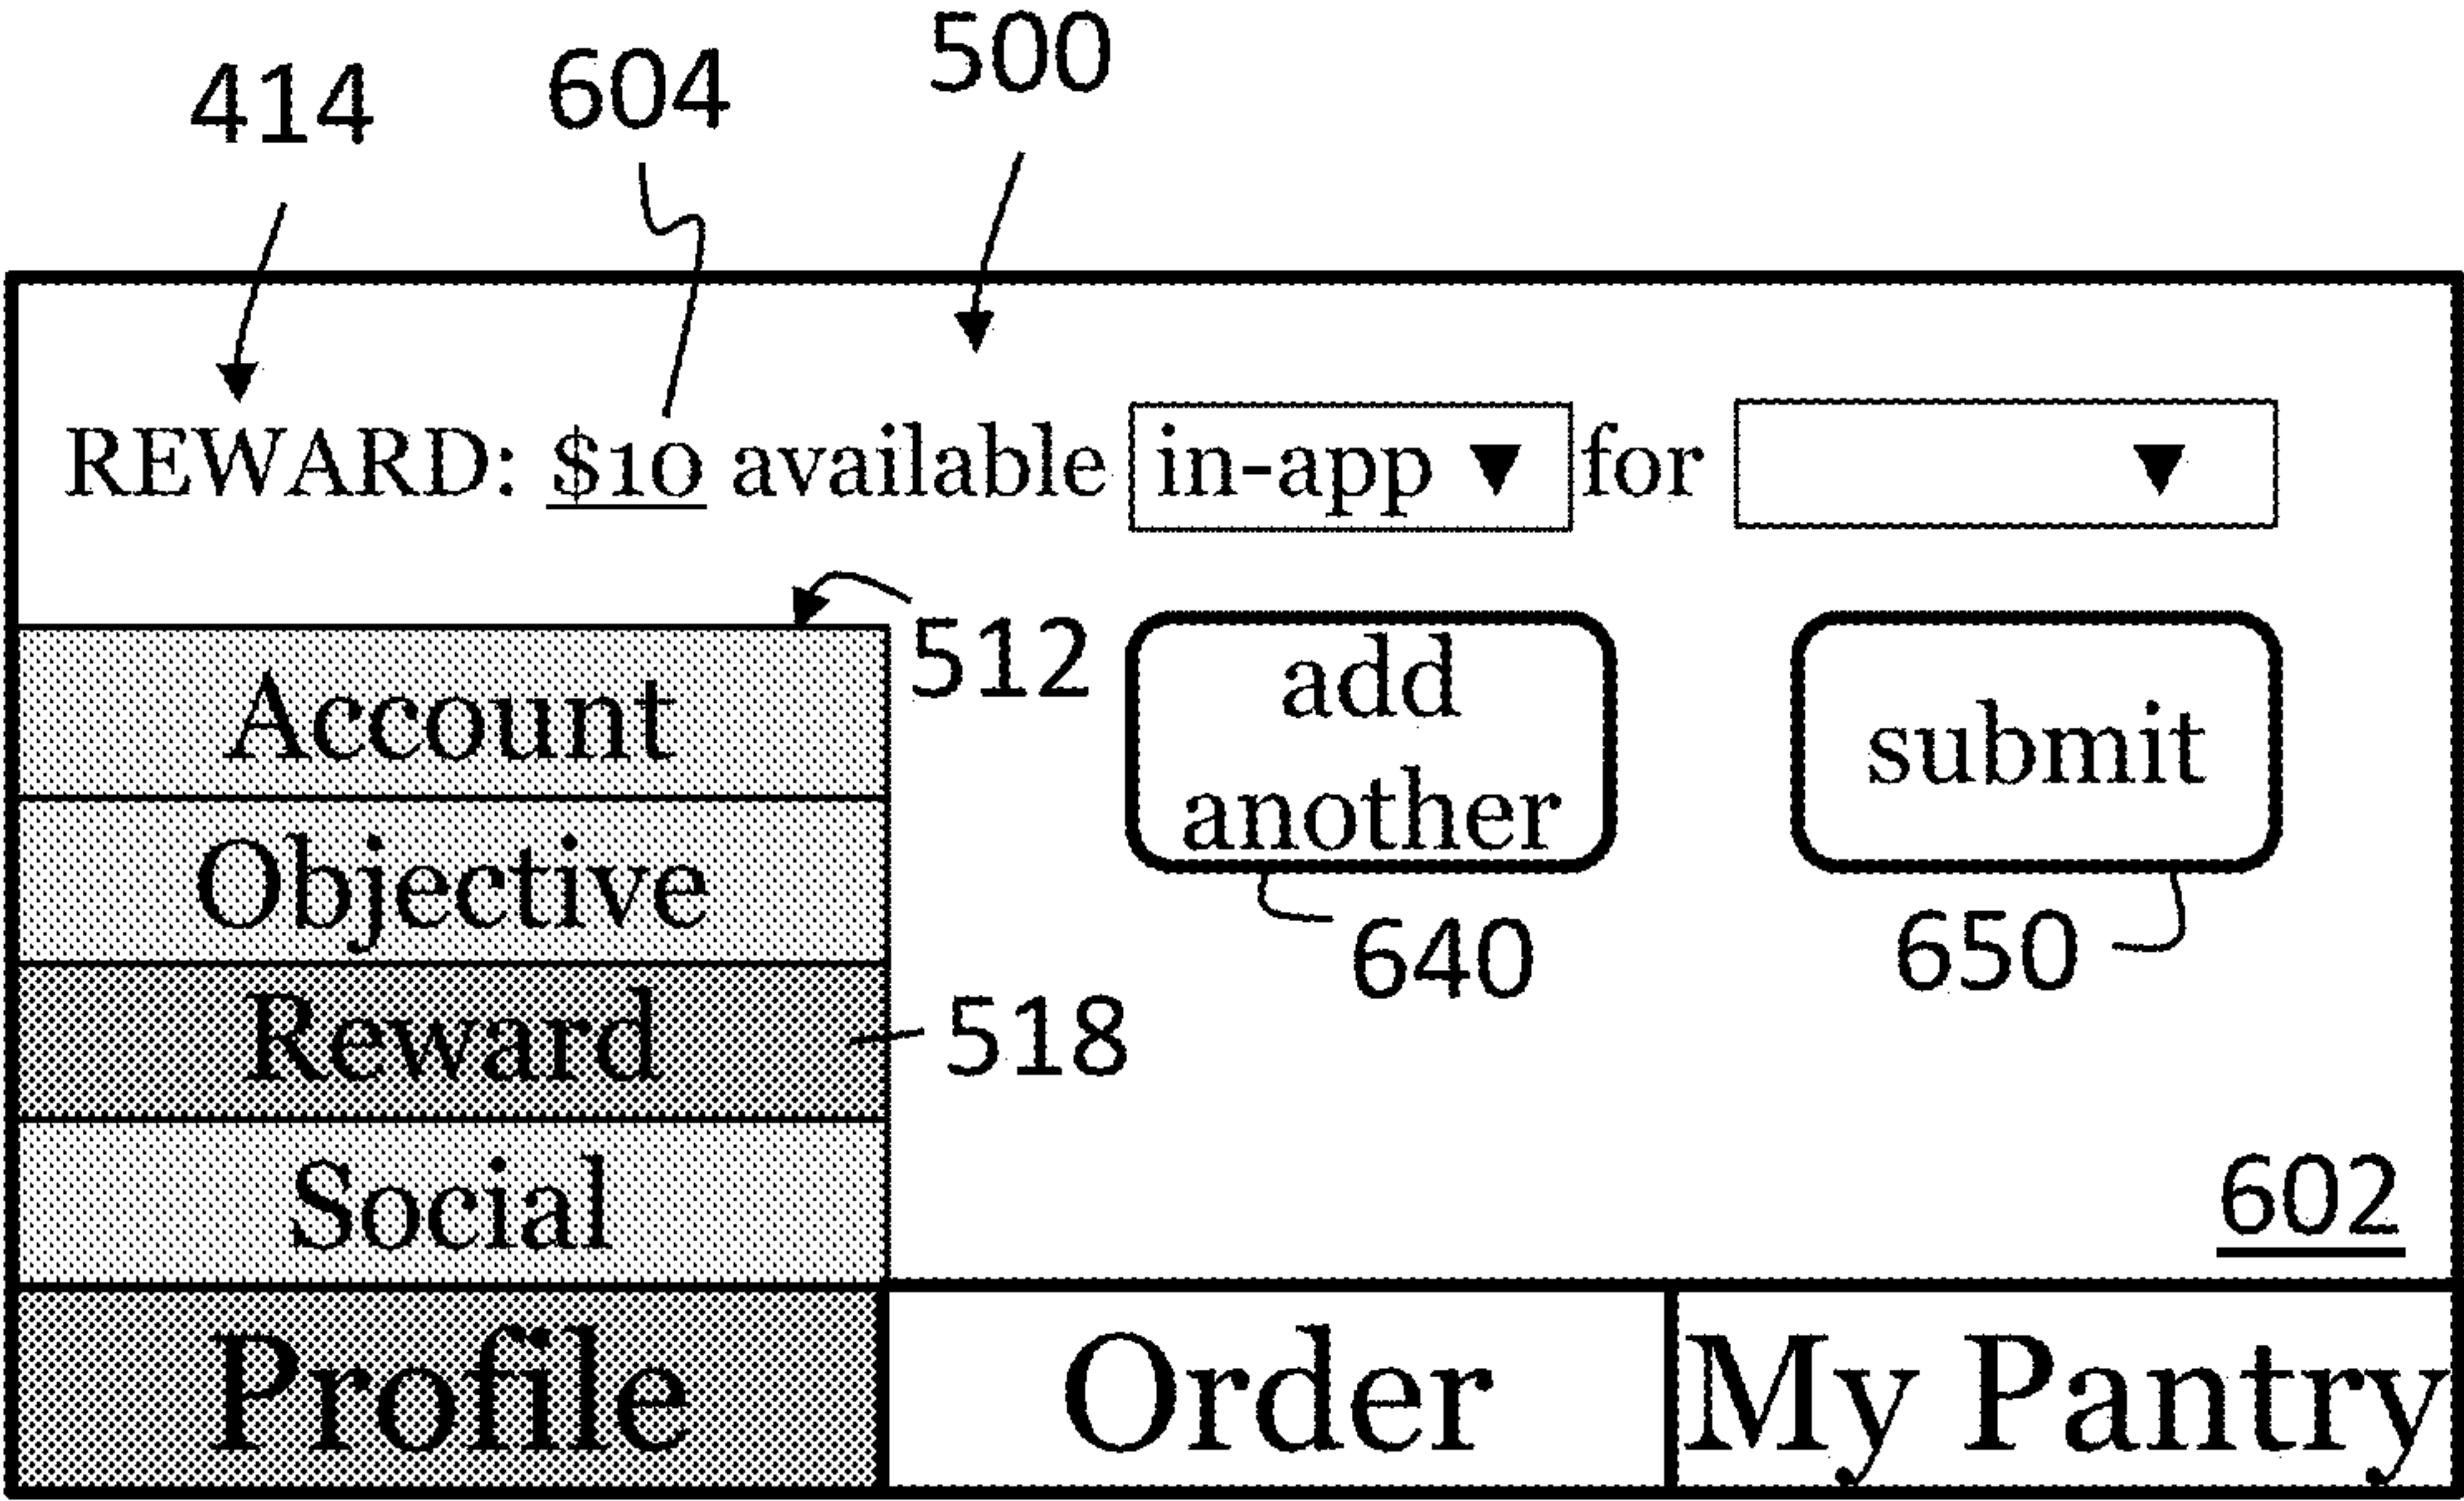 414 604 500
REWARD: $10 available in-app ▼ for ▼
512
Account
Objective
Reward
518
Social
add
another
640
submit
650
602
Profile Order My Pantry